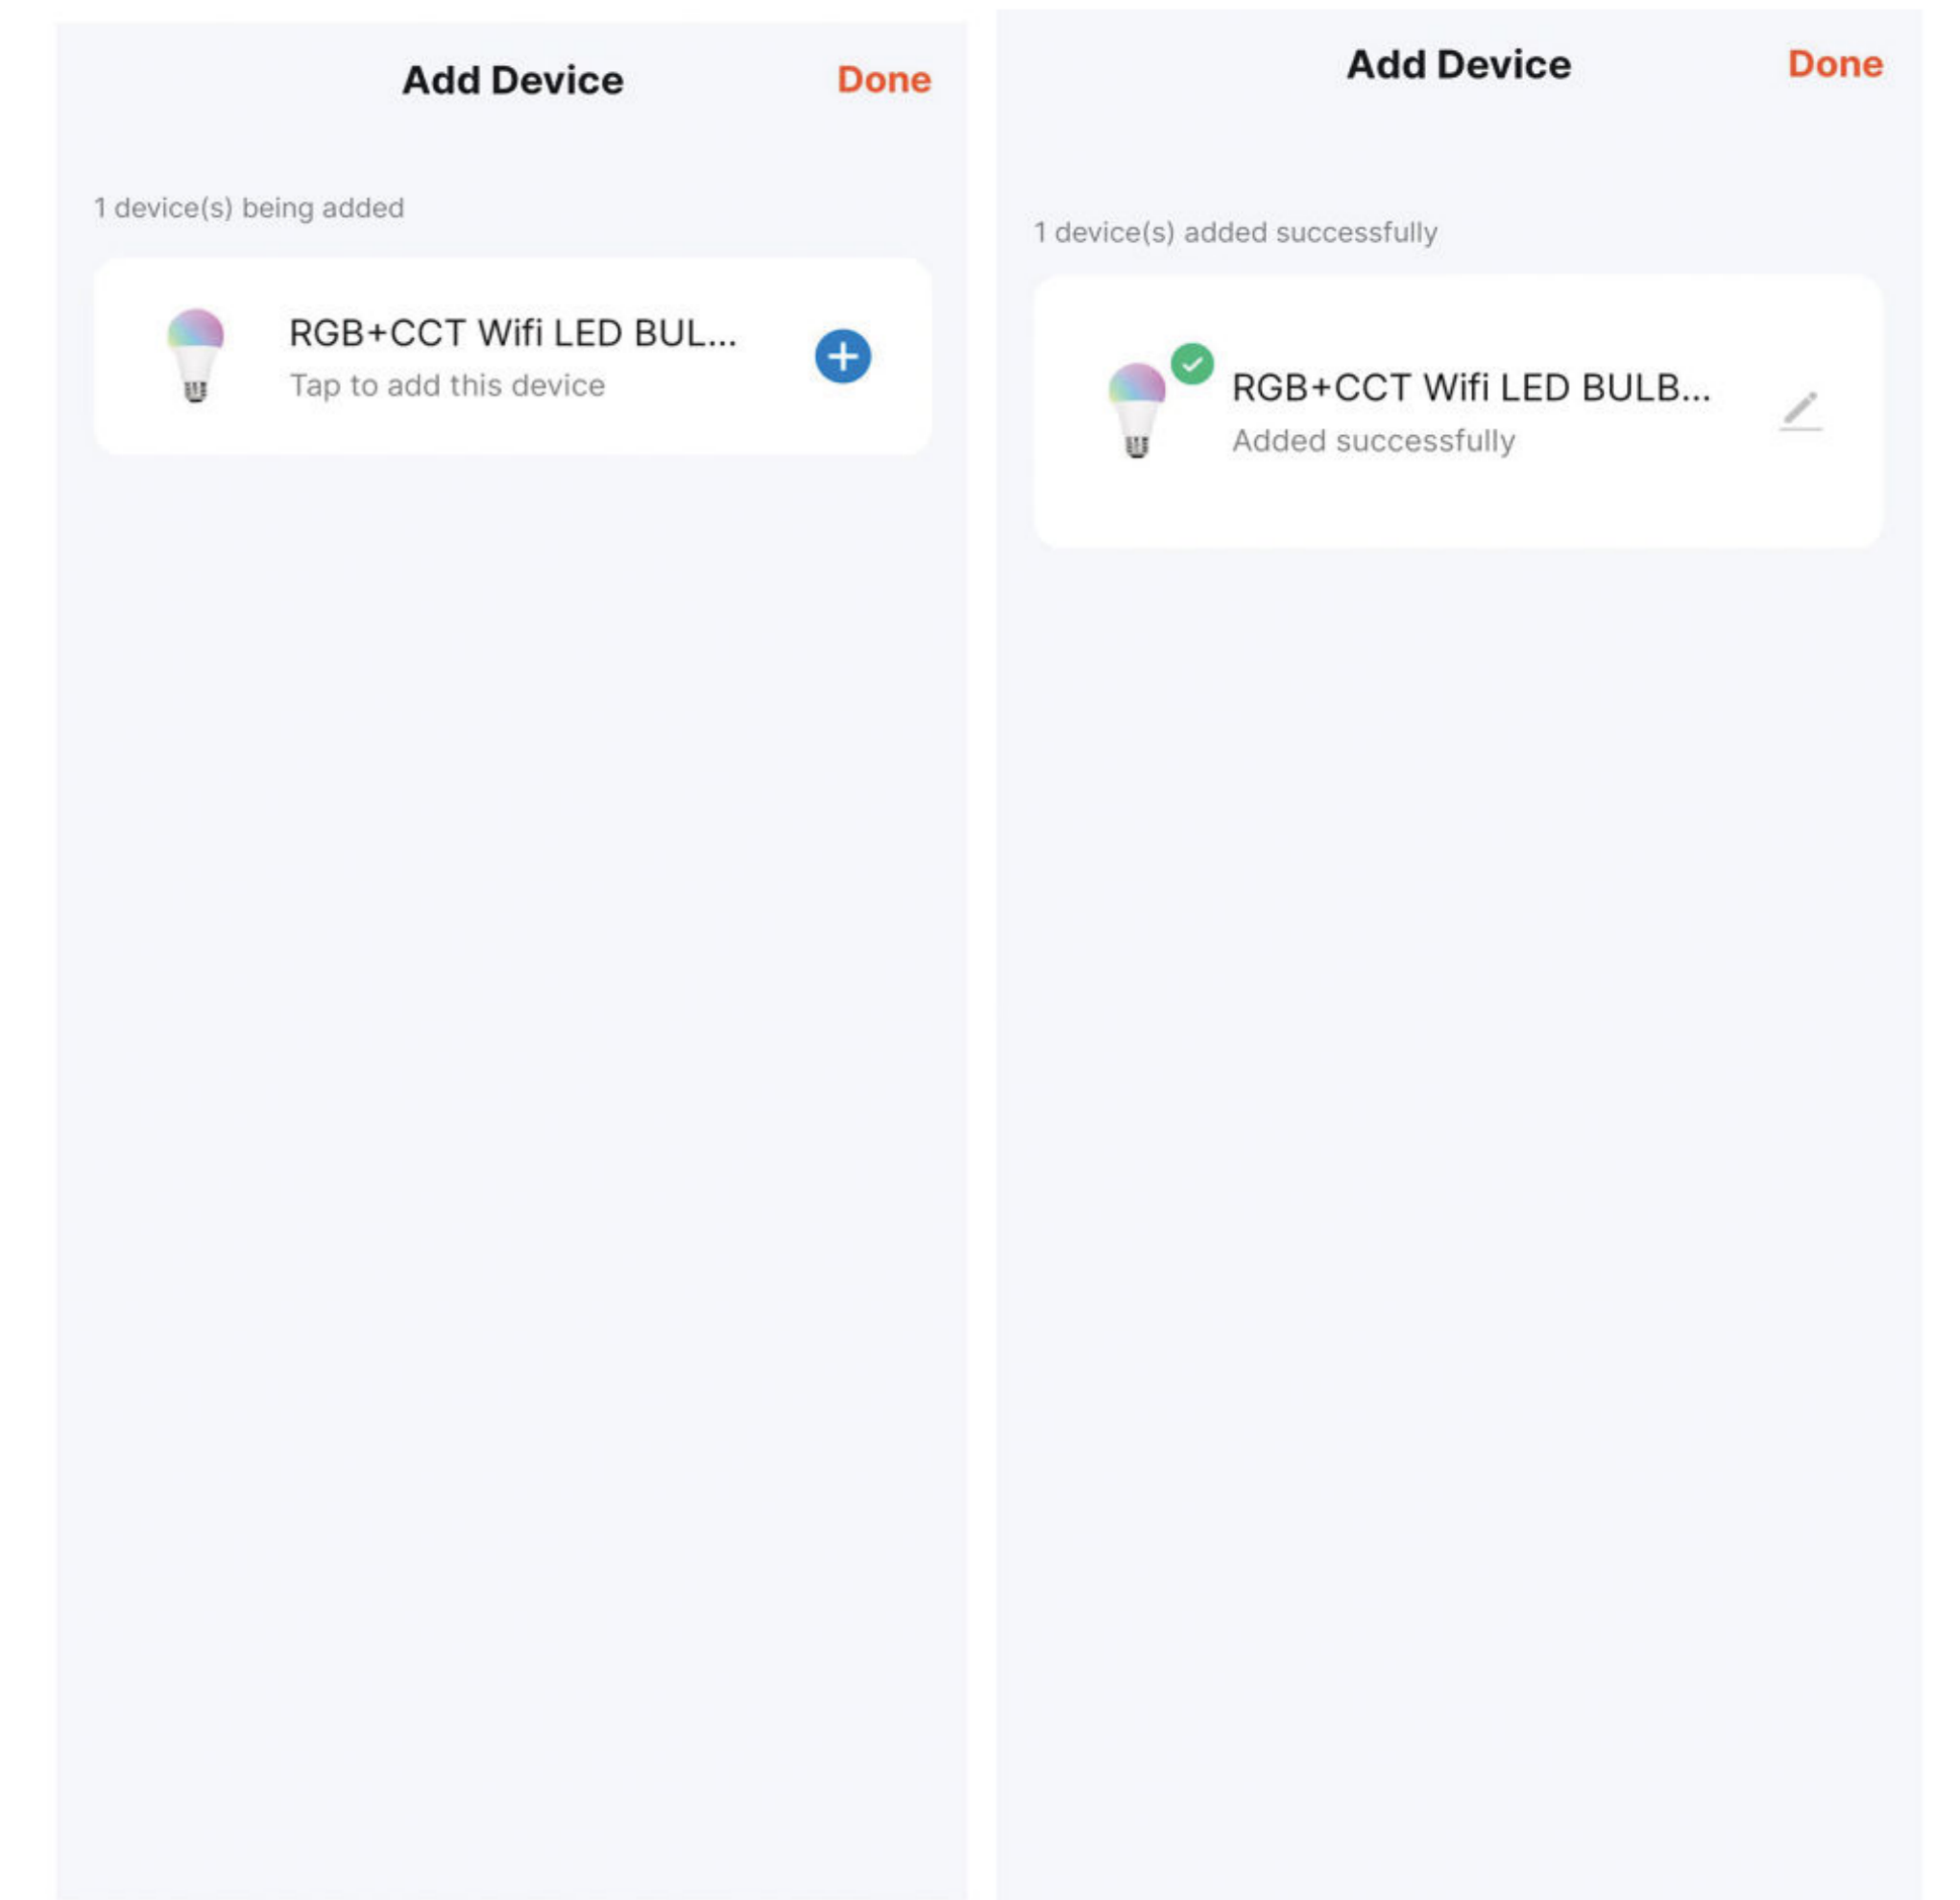 Add Device
Done
1 device(s) being added
RGB+CCT Wifi LED BUL...
Tap to add this device
Add Device
Done
1 device(s) added successfully
RGB+CCT Wifi LED BULB...
Added successfully